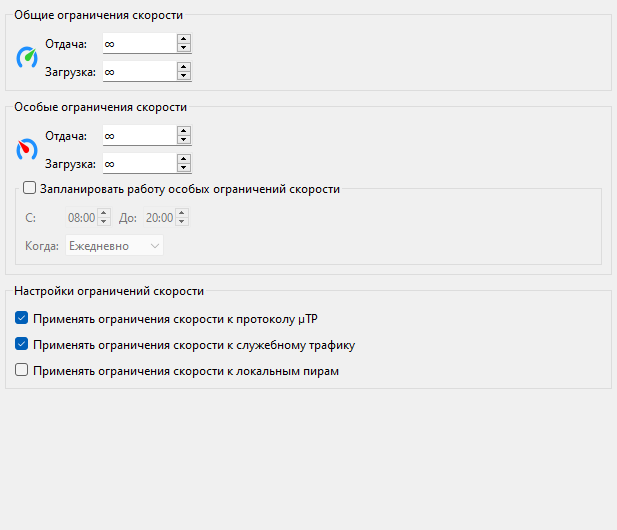 Общие ограничения скорости
Отдача: ∞
Загрузка: ∞
Особые ограничения скорости
Отдача: ∞
Загрузка: ∞
Запланировать работу особых ограничений скорости
С: 08:00 До: 20:00
Когда: Ежедневно
Настройки ограничений скорости
Применять ограничения скорости к протоколу µTP
Применять ограничения скорости к служебному трафику
Применять ограничения скорости к локальным пирам